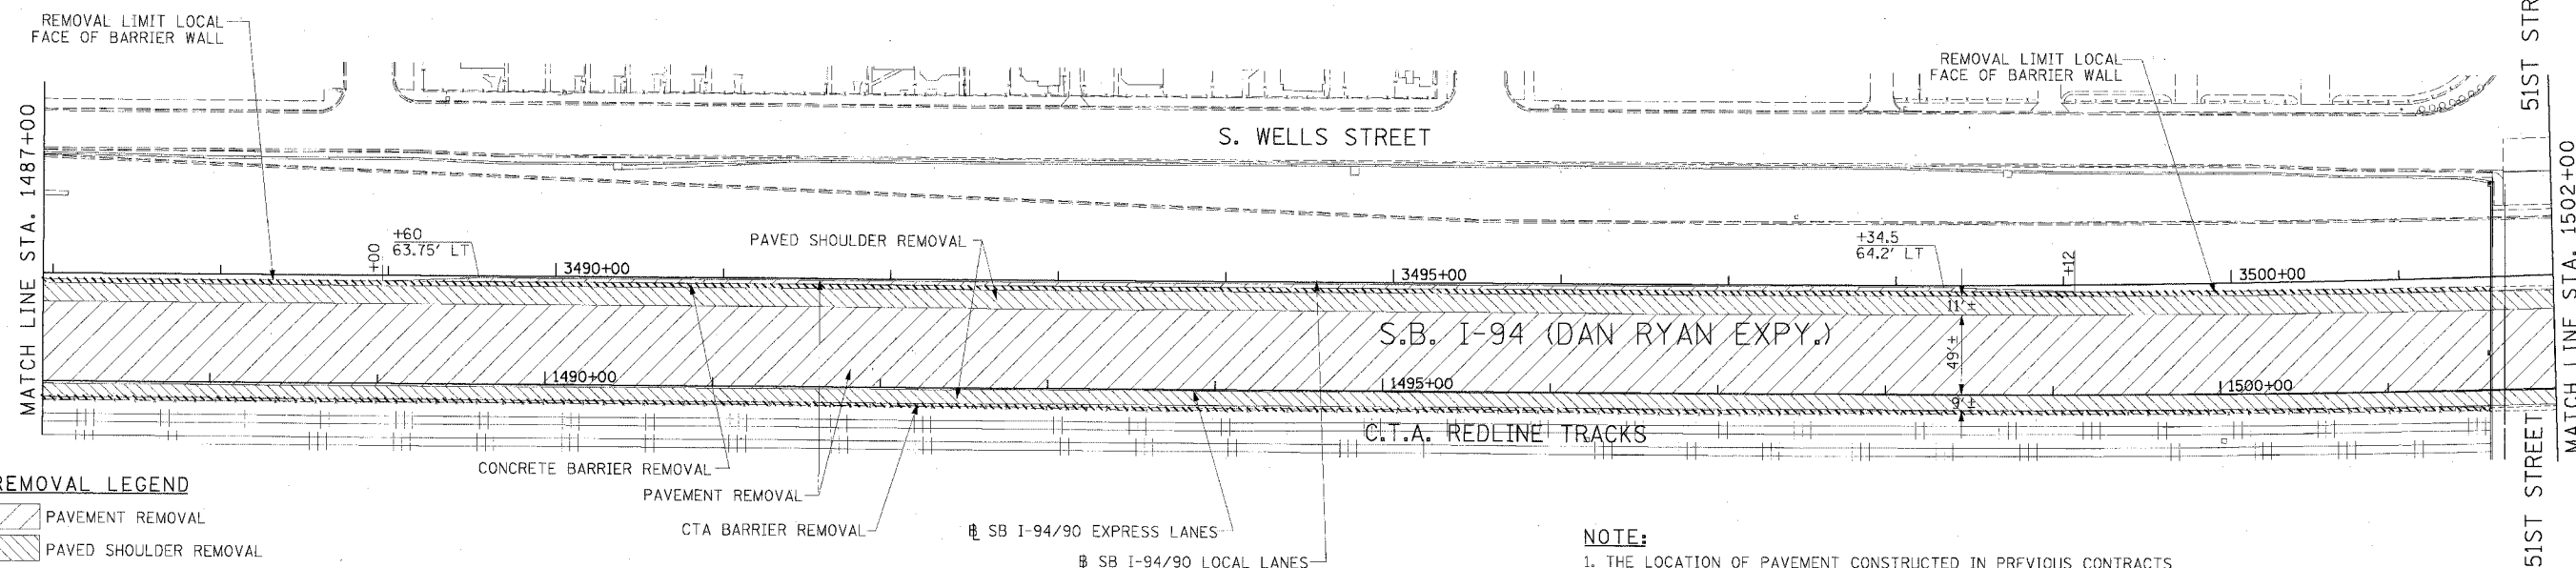 REMOVAL LIMIT LOCAL
FACE OF BARRIER WALL
REMOVAL LIMIT LOCAL
FACE OF BARRIER WALL
51ST STR
MATCH LINE STA. 1487+00
S. WELLS STREET
MATCH LINE STA. 1502+00
+00
+60
63.75' LT
PAVED SHOULDER REMOVAL
+34.5
64.2' LT
+12
3490+00
3495+00
3500+00
11'±
S.B. I-94 (DAN RYAN EXPY.)
49'±
1490+00
1495+00
1500+00
9'±
C.T.A. REDLINE TRACKS
CONCRETE BARRIER REMOVAL
PAVEMENT REMOVAL
CTA BARRIER REMOVAL
SB I-94/90 EXPRESS LANES
SB I-94/90 LOCAL LANES
51ST STREET
REMOVAL LEGEND
PAVEMENT REMOVAL
PAVED SHOULDER REMOVAL
NOTE:
1. THE LOCATION OF PAVEMENT CONSTRUCTED IN PREVIOUS CONTRACTS